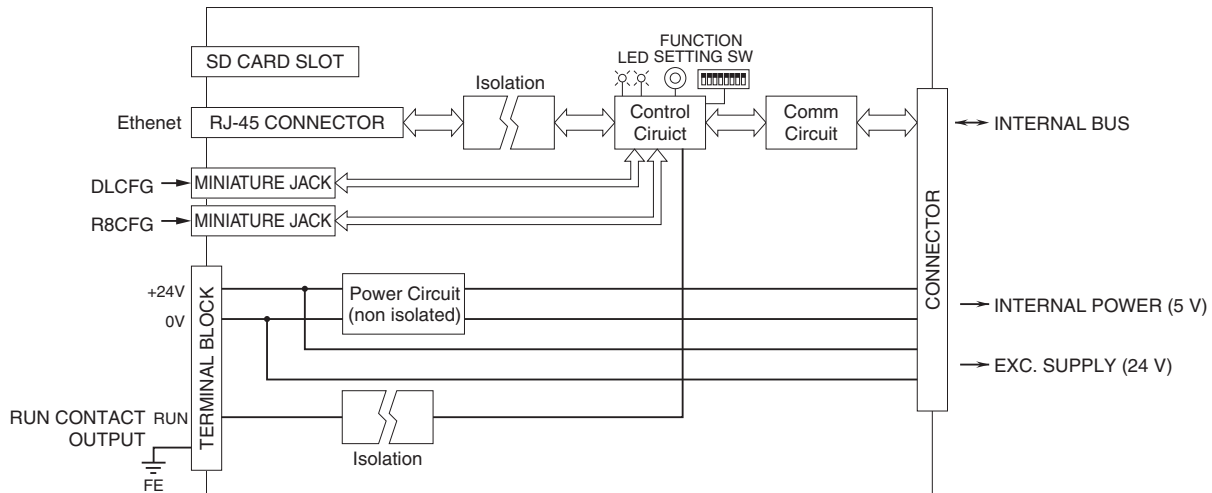 SD CARD SLOT
LED
FUNCTION
SETTING SW
Isolation
Ethenet
RJ-45 CONNECTOR
Control
Ciruict
Comm
Circuit
INTERNAL BUS
DLCFG
MINIATURE JACK
R8CFG
MINIATURE JACK
CONNECTOR
TERMINAL BLOCK
+24V
0V
Power Circuit
(non isolated)
INTERNAL POWER (5 V)
EXC. SUPPLY (24 V)
RUN CONTACT
OUTPUT
RUN
Isolation
FE